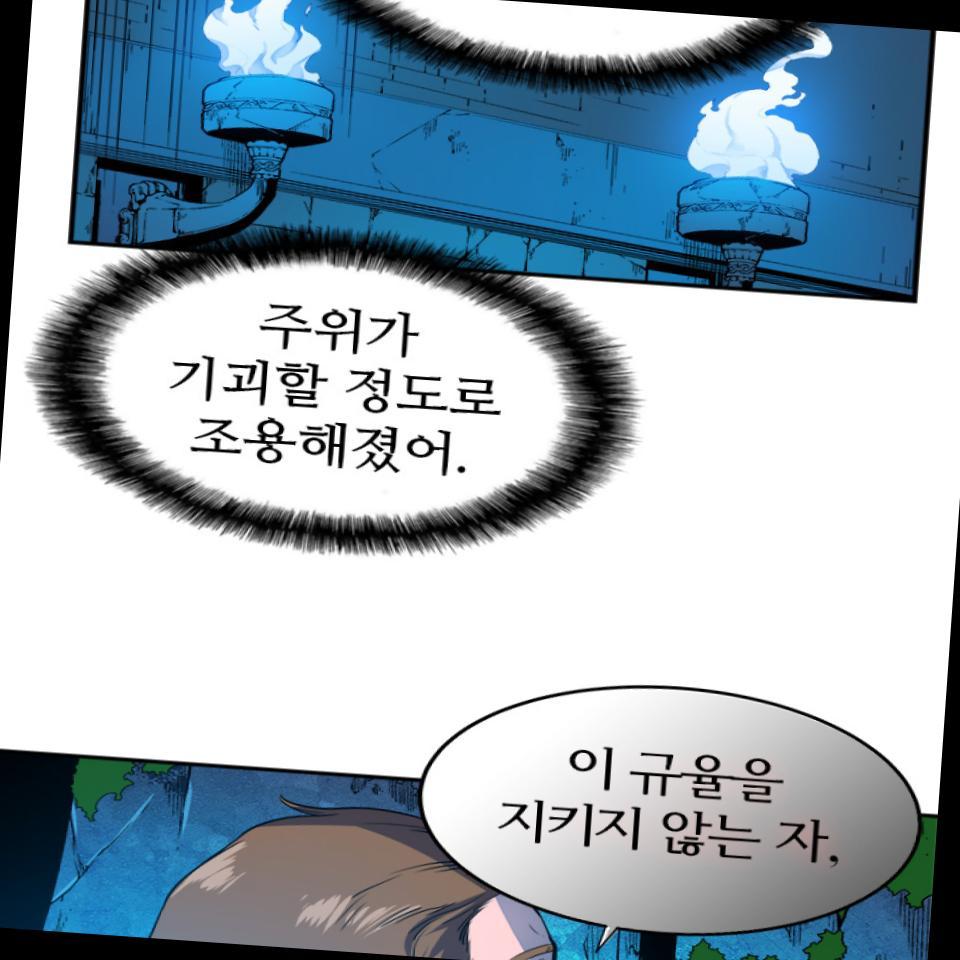 주위가
기괴할 정도로
조용해졌어.
이 규율을
지키지 않는 자,